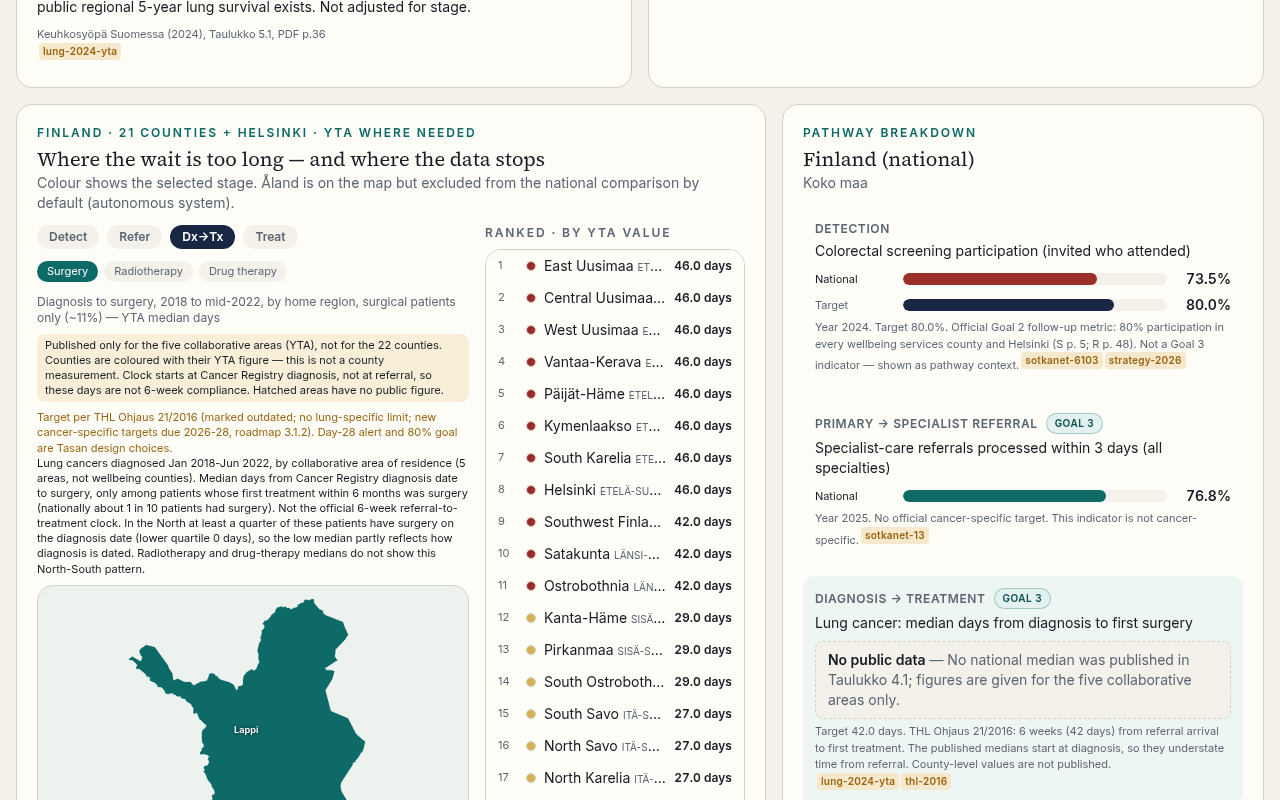 public regional 5-year lung survival exists. Not adjusted for stage.
Keuhkosyöpä Suomessa (2024), Taulukko 5.1, PDF p.36
lung-2024-yta
FINLAND · 21 COUNTIES + HELSINKI · YTA WHERE NEEDED
Where the wait is too long — and where the data stops
Colour shows the selected stage. Åland is on the map but excluded from the national comparison by
default (autonomous system).
Detect Refer Dx→Tx Treat
Surgery Radiotherapy Drug therapy
Diagnosis to surgery, 2018 to mid-2022, by home region, surgical patients
only (~11%) — YTA median days
Published only for the five collaborative areas (YTA), not for the 22 counties.
Counties are coloured with their YTA figure — this is not a county
measurement. Clock starts at Cancer Registry diagnosis, not at referral, so
these days are not 6-week compliance. Hatched areas have no public figure.
Target per THL Ohjaus 21/2016 (marked outdated; no lung-specific limit; new
cancer-specific targets due 2026-28, roadmap 3.1.2). Day-28 alert and 80% goal
are Tasan design choices.
Lung cancers diagnosed Jan 2018-Jun 2022, by collaborative area of residence (5
areas, not wellbeing counties). Median days from Cancer Registry diagnosis date
to surgery, only among patients whose first treatment within 6 months was surgery
(nationally about 1 in 10 patients had surgery). Not the official 6-week referral-to-
treatment clock. In the North at least a quarter of these patients have surgery on
the diagnosis date (lower quartile 0 days), so the low median partly reflects how
diagnosis is dated. Radiotherapy and drug-therapy medians do not show this
North-South pattern.
Lappi
RANKED · BY YTA VALUE
1 East Uusimaa ET... 46.0 days
2 Central Uusimaa... 46.0 days
3 West Uusimaa E... 46.0 days
4 Vantaa-Kerava E... 46.0 days
5 Päijät-Häme ETEL... 46.0 days
6 Kymenlaakso ET... 46.0 days
7 South Karelia ETE... 46.0 days
8 Helsinki ETELÄ-SU... 46.0 days
9 Southwest Finla... 42.0 days
10 Satakunta LÄNSI-... 42.0 days
11 Ostrobothnia LÄN... 42.0 days
12 Kanta-Häme SISÄ... 29.0 days
13 Pirkanmaa SISÄ-S... 29.0 days
14 South Ostroboth... 29.0 days
15 South Savo ITÄ-S... 27.0 days
16 North Savo ITÄ-S... 27.0 days
17 North Karelia ITÄ-... 27.0 days
PATHWAY BREAKDOWN
Finland (national)
Koko maa
DETECTION
Colorectal screening participation (invited who attended)
National 73.5%
Target 80.0%
Year 2024. Target 80.0%. Official Goal 2 follow-up metric: 80% participation in
every wellbeing services county and Helsinki (S p. 5; R p. 48). Not a Goal 3
indicator — shown as pathway context. sotkanet-6103 strategy-2026
PRIMARY → SPECIALIST REFERRAL GOAL 3
Specialist-care referrals processed within 3 days (all
specialties)
National 76.8%
Year 2025. No official cancer-specific target. This indicator is not cancer-
specific. sotkanet-13
DIAGNOSIS → TREATMENT GOAL 3
Lung cancer: median days from diagnosis to first surgery
No public data — No national median was published in
Taulukko 4.1; figures are given for the five collaborative
areas only.
Target 42.0 days. THL Ohjaus 21/2016: 6 weeks (42 days) from referral arrival
to first treatment. The published medians start at diagnosis, so they understate
time from referral. County-level values are not published.
lung-2024-yta thl-2016